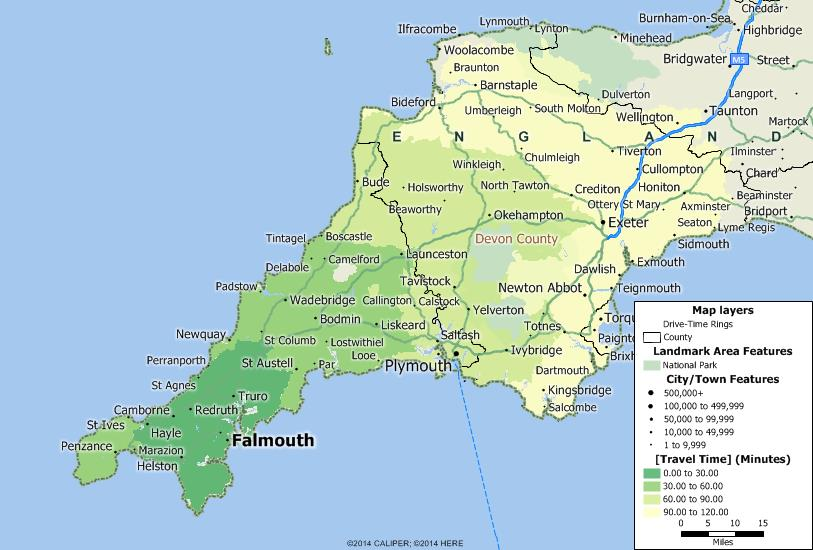 Cheddar
Burnham-on-Sea
Highbridge
Ilfracombe
Lynmouth
Lynton
Minehead
Woolacombe
Bridgwater
M5
Street
Braunton
Barnstaple
Dulverton
Langport
Bideford
Umberleigh
South Molton
Wellington
Taunton
Martock
E N G L A N D
Chulmleigh
Tiverton
Ilminster
Winkleigh
Cullompton
Chard
Bude
Holsworthy
North Tawton
Crediton
Honiton
Beaminster
Beaworthy
Okehampton
Ottery St Mary
Axminster
Bridport
Exeter
Seaton
Lyme Regis
Tintagel
Boscastle
Devon County
Sidmouth
Launceston
Camelford
Delabole
Exmouth
Dawlish
Padstow
Tavistock
Newton Abbot
Teignmouth
Wadebridge
Callington
Calstock
Yelverton
Bodmin
Liskeard
Totnes
Torqu
Newquay
St Columb
Lostwithiel
Saltash
Paignt
Perranporth
Looe
Ivybridge
Brixh
St Austell
Par
Plymouth
Dartmouth
St Agnes
Kingsbridge
Truro
Camborne
Redruth
Salcombe
St Ives
Hayle
Falmouth
Penzance
Marazion
Helston
Map layers
Drive-Time Rings
County
Landmark Area Features
National Park
City/Town Features
500,000+
100,000 to 499,999
50,000 to 99,999
10,000 to 49,999
1 to 9,999
[Travel Time] (Minutes)
0.00 to 30.00
30.00 to 60.00
60.00 to 90.00
90.00 to 120.00
0 5 10 15
Miles
©2014 CALIPER; ©2014 HERE